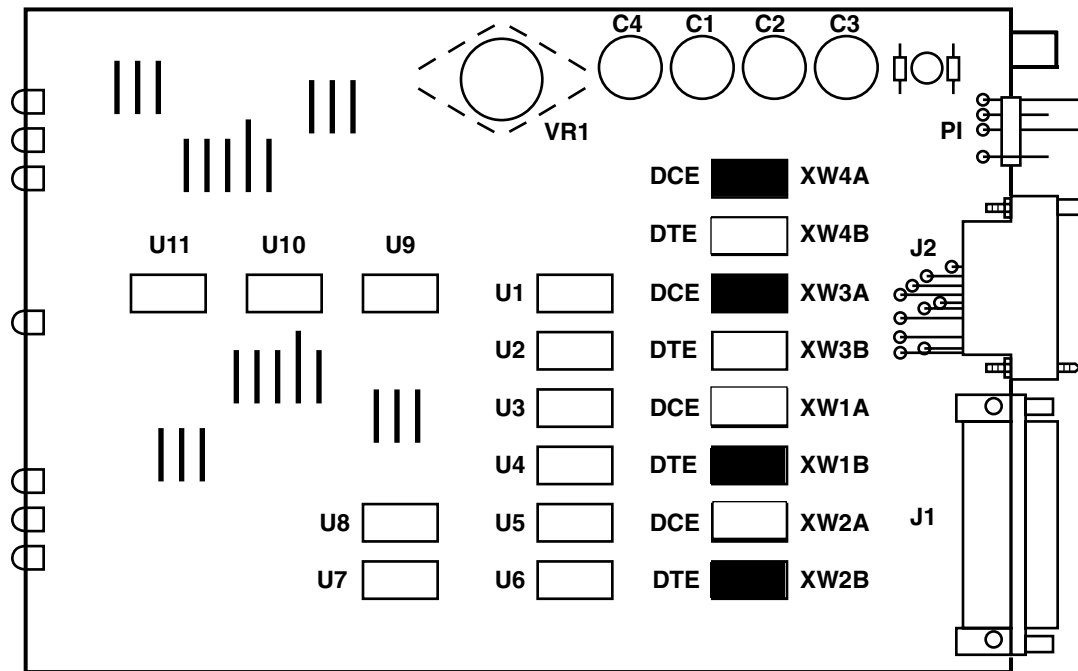 C4 C1 C2 C3
VR1
PI
DCE XW4A
DTE XW4B
J2
U11 U10 U9
U1 DCE XW3A
U2 DTE XW3B
U3 DCE XW1A
U4 DTE XW1B
U8 U5 DCE XW2A
J1
U7 U6 DTE XW2B